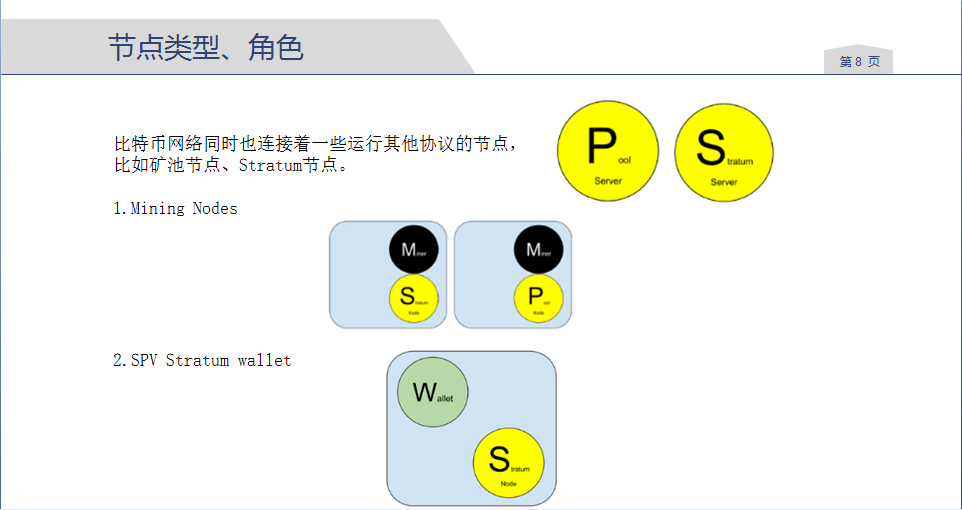 节点类型、角色
第 8 页
比特币网络同时也连接着一些运行其他协议的节点，
比如矿池节点、Stratum节点。
Pool
Server
Stratum
Server
1.Mining Nodes
Miner
Stratum
Node
Miner
Pool
Node
2.SPV Stratum wallet
Wallet
Stratum
Node